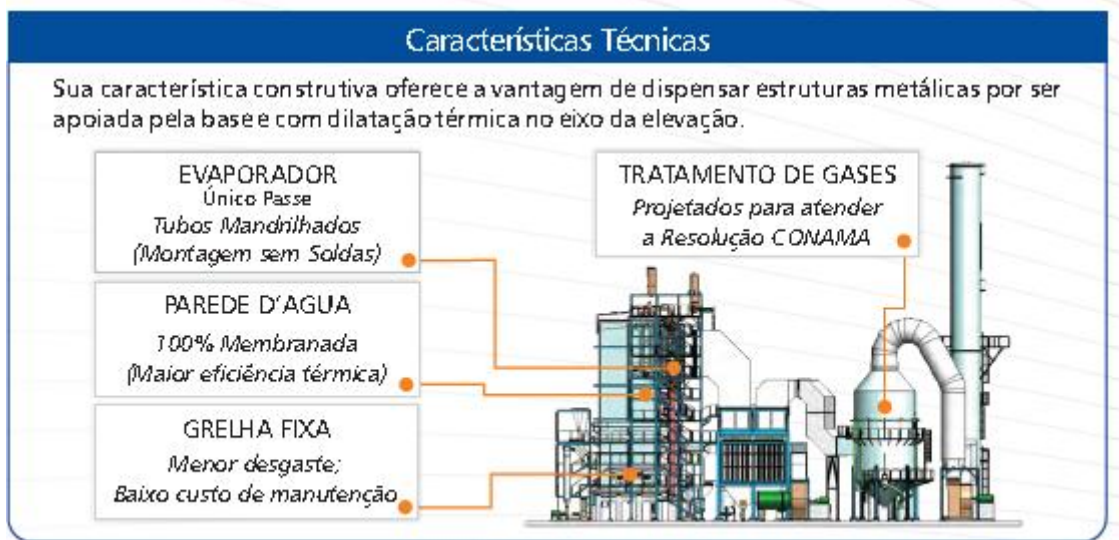 Características Técnicas
Sua característica construtiva oferece a vantagem de dispensar estruturas metálicas por ser
apoiada pela base e com dilatação térmica no eixo da elevação.
EVAPORADOR
Único Passe
Tubos Mandrilhados
(Montagem sem Soldas)
PAREDE D'AGUA
100% Membranada
(Maior eficiência térmica)
GRELHA FIXA
Menor desgaste;
Baixo custo de manutenção
TRATAMENTO DE GASES
Projetados para atender
a Resolução CONAMA